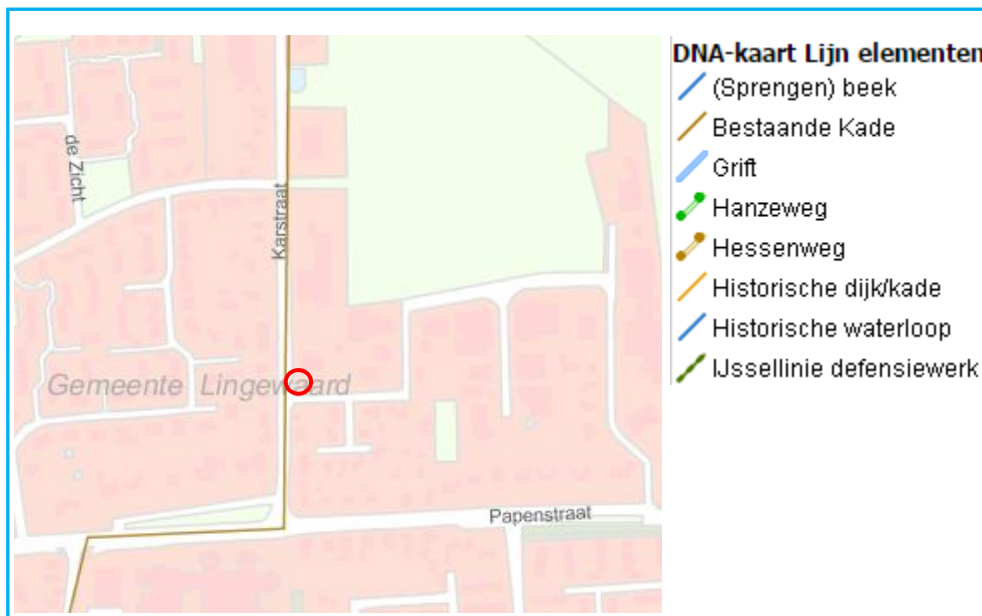 de Zicht
Karstraat
Gemeente Lingewaard
Papenstraat
DNA-kaart Lijn elementen
(Sprengen) beek
Bestaande Kade
Grift
Hanzeweg
Hessenweg
Historische dijk/kade
Historische waterloop
IJssellinie defensiewerk